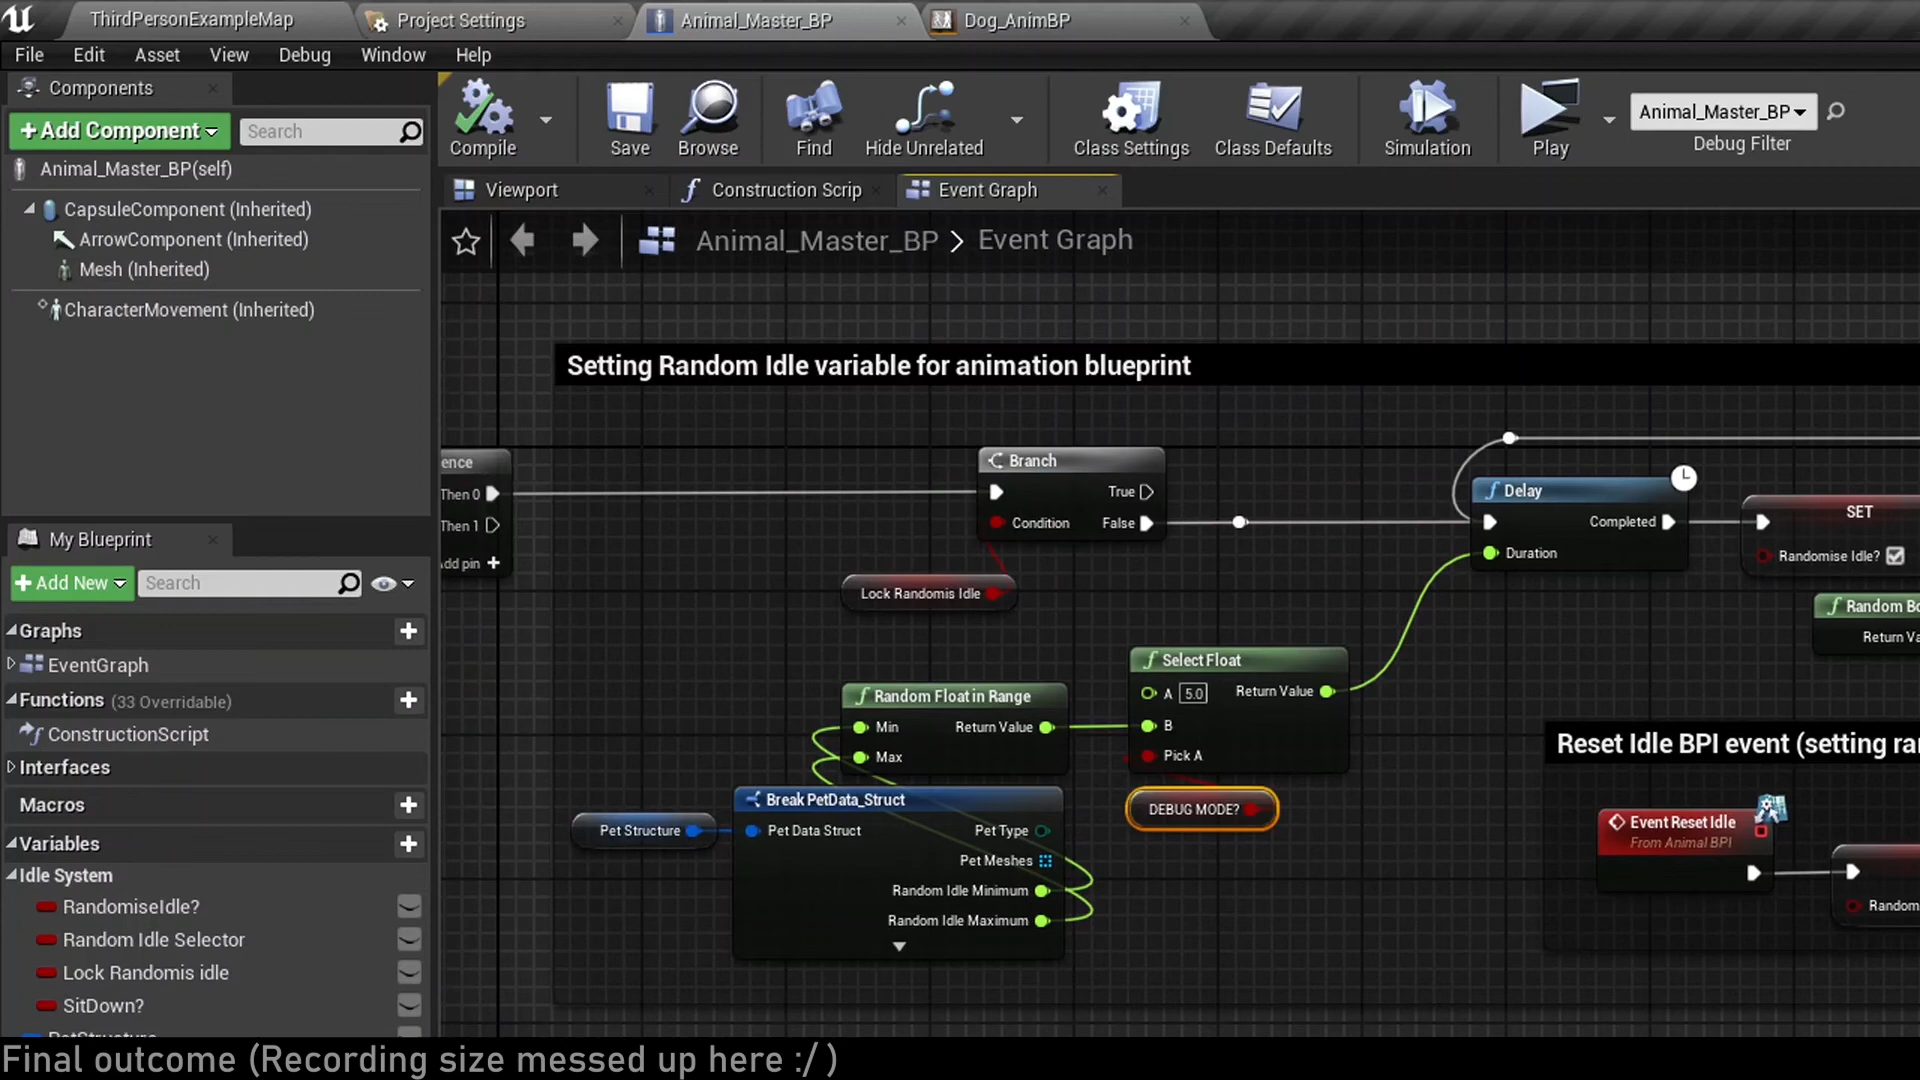 ThirdPersonExampleMap
Project Settings
Animal_Master_BP
Dog_AnimBP
File Edit Asset View Debug Window Help
Components
+Add Component
Search
Animal_Master_BP(self)
CapsuleComponent (Inherited)
ArrowComponent (Inherited)
Mesh (Inherited)
CharacterMovement (Inherited)
Compile
Save
Browse
Find
Hide Unrelated
Class Settings
Class Defaults
Simulation
Play
Animal_Master_BP
Debug Filter
Viewport
Construction Scrip
Event Graph
Animal_Master_BP > Event Graph
Setting Random Idle variable for animation blueprint
ence
Then 0
Then 1
Add pin +
Branch
True
Condition False
Lock Randomis Idle
Delay
Completed
Duration
SET
Randomise Idle?
Random Bo
Return Va
Select Float
A 5.0 Return Value
B
Pick A
Random Float in Range
Min Return Value
Max
DEBUG MODE?
Pet Structure
Break PetData_Struct
Pet Data Struct Pet Type
Pet Meshes
Random Idle Minimum
Random Idle Maximum
Reset Idle BPI event (setting ra
Event Reset Idle
From Animal BPI
Random
My Blueprint
+Add New
Search
Graphs
EventGraph
Functions (33 Overridable)
ConstructionScript
Interfaces
Macros
Variables
Idle System
RandomiseIdle?
Random Idle Selector
Lock Randomis idle
SitDown?
PetStructure
Final outcome (Recording size messed up here :/ )